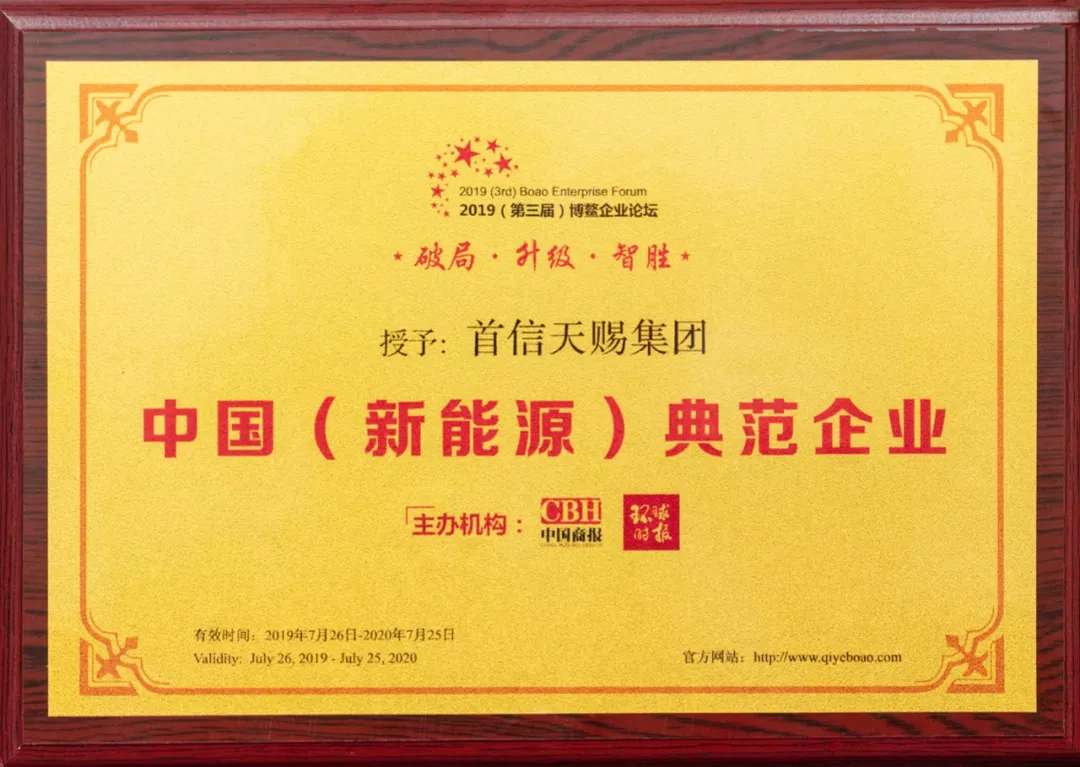 2019 (3rd) Boao Enterprise Forum
2019（第三届）博鳌企业论坛
破局·升级·智胜
授予: 首信天赐集团
中国（新能源）典范企业
主办机构：
CBH
中国商报
环球
时报
有效时间：2019年7月26日-2020年7月25日
Validity: July 26, 2019 - July 25, 2020
官方网站：http://www.qiyeboao.com